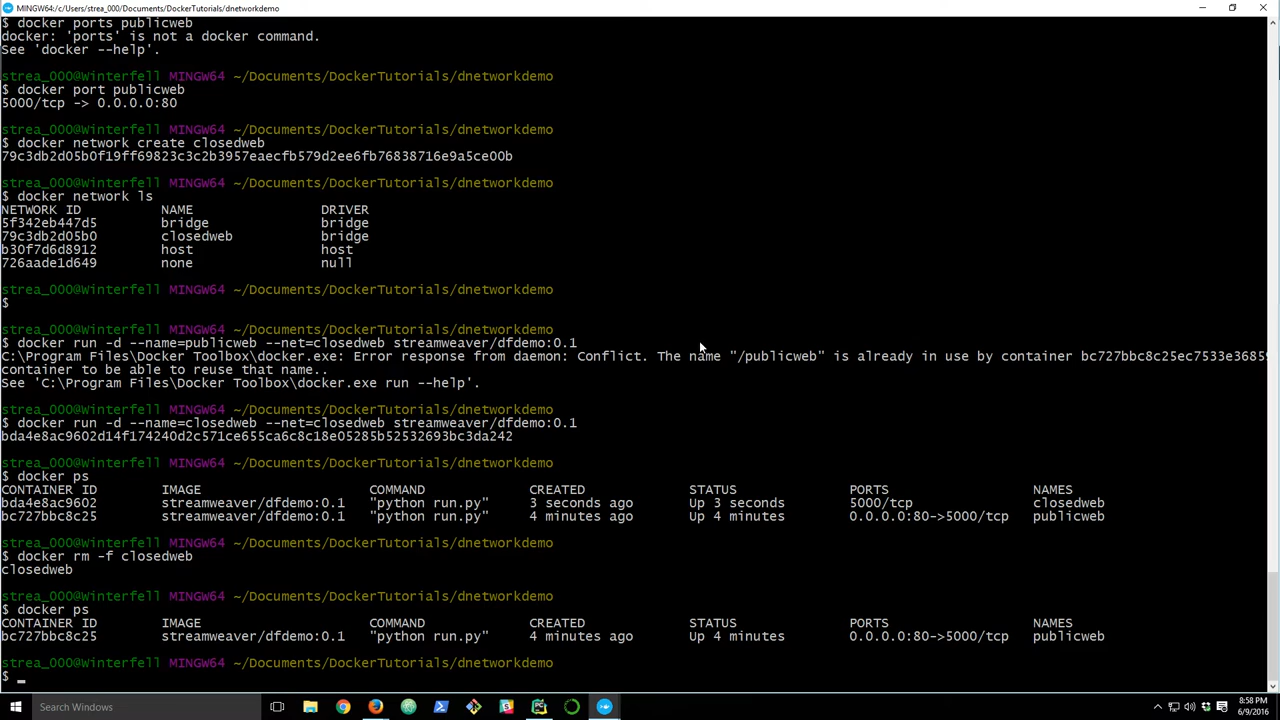 MINGW64:/c/Users/strea_000/Documents/DockerTutorials/dnetworkdemo
$ docker ports publicweb
docker: 'ports' is not a docker command.
See 'docker --help'.
strea_000@Winterfell MINGW64 ~/Documents/DockerTutorials/dnetworkdemo
$ docker port publicweb
5000/tcp -> 0.0.0.0:80
strea_000@Winterfell MINGW64 ~/Documents/DockerTutorials/dnetworkdemo
$ docker network create closedweb
79c3db2d05b0f19ff69823c3c2b3957eaecfb579d2ee6fb76838716e9a5ce00b
strea_000@Winterfell MINGW64 ~/Documents/DockerTutorials/dnetworkdemo
$ docker network ls
NETWORK ID NAME DRIVER
5f342eb447d5 bridge bridge
79c3db2d05b0 closedweb bridge
b30f7d6d8912 host host
726aade1d649 none null
strea_000@Winterfell MINGW64 ~/Documents/DockerTutorials/dnetworkdemo
$
strea_000@Winterfell MINGW64 ~/Documents/DockerTutorials/dnetworkdemo
$ docker run -d --name=publicweb --net=closedweb streamweaver/dfdemo:0.1
C:\Program Files\Docker Toolbox\docker.exe: Error response from daemon: Conflict. The name "/publicweb" is already in use by container bc727bbc8c25ec7533e3685
container to be able to reuse that name..
See 'C:\Program Files\Docker Toolbox\docker.exe run --help'.
strea_000@Winterfell MINGW64 ~/Documents/DockerTutorials/dnetworkdemo
$ docker run -d --name=closedweb --net=closedweb streamweaver/dfdemo:0.1
bda4e8ac9602d14f174240d2c571ce655ca6c8c18e05285b52532693bc3da242
strea_000@Winterfell MINGW64 ~/Documents/DockerTutorials/dnetworkdemo
$ docker ps
CONTAINER ID IMAGE COMMAND CREATED STATUS PORTS NAMES
bda4e8ac9602 streamweaver/dfdemo:0.1 "python run.py" 3 seconds ago Up 3 seconds 5000/tcp closedweb
bc727bbc8c25 streamweaver/dfdemo:0.1 "python run.py" 4 minutes ago Up 4 minutes 0.0.0.0:80->5000/tcp publicweb
strea_000@Winterfell MINGW64 ~/Documents/DockerTutorials/dnetworkdemo
$ docker rm -f closedweb
closedweb
strea_000@Winterfell MINGW64 ~/Documents/DockerTutorials/dnetworkdemo
$ docker ps
CONTAINER ID IMAGE COMMAND CREATED STATUS PORTS NAMES
bc727bbc8c25 streamweaver/dfdemo:0.1 "python run.py" 4 minutes ago Up 4 minutes 0.0.0.0:80->5000/tcp publicweb
strea_000@Winterfell MINGW64 ~/Documents/DockerTutorials/dnetworkdemo
$ _
Search Windows
8:58 PM
6/9/2016